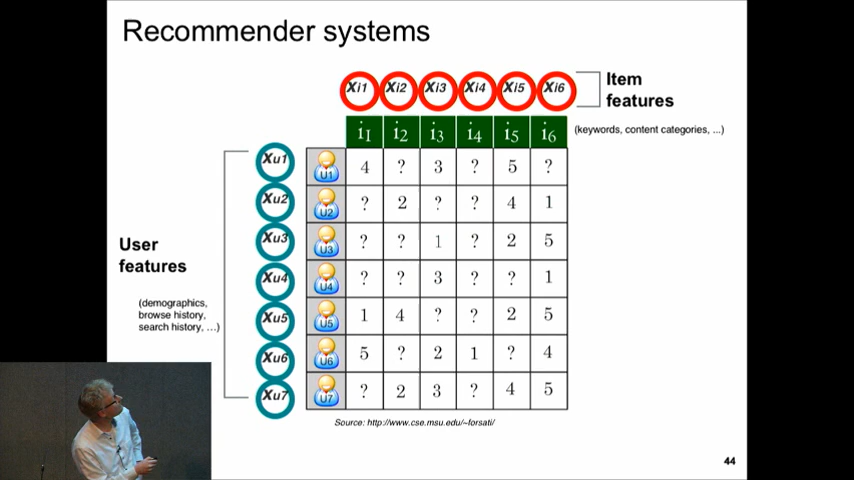 Recommender systems
Xi1 Xi2 Xi3 Xi4 Xi5 Xi6
Item
features
(keywords, content categories, ...)
i1 i2 i3 i4 i5 i6
Xu1 U1 4 ? 3 ? 5 ?
Xu2 U2 ? 2 ? ? 4 1
Xu3 U3 ? ? 1 ? 2 5
Xu4 U4 ? ? 3 ? ? 1
Xu5 U5 1 4 ? ? 2 5
Xu6 U6 5 ? 2 1 ? 4
Xu7 U7 ? 2 3 ? 4 5
User
features
(demographics,
browse history,
search history, ...)
Source: http://www.cse.msu.edu/~forsati/
44